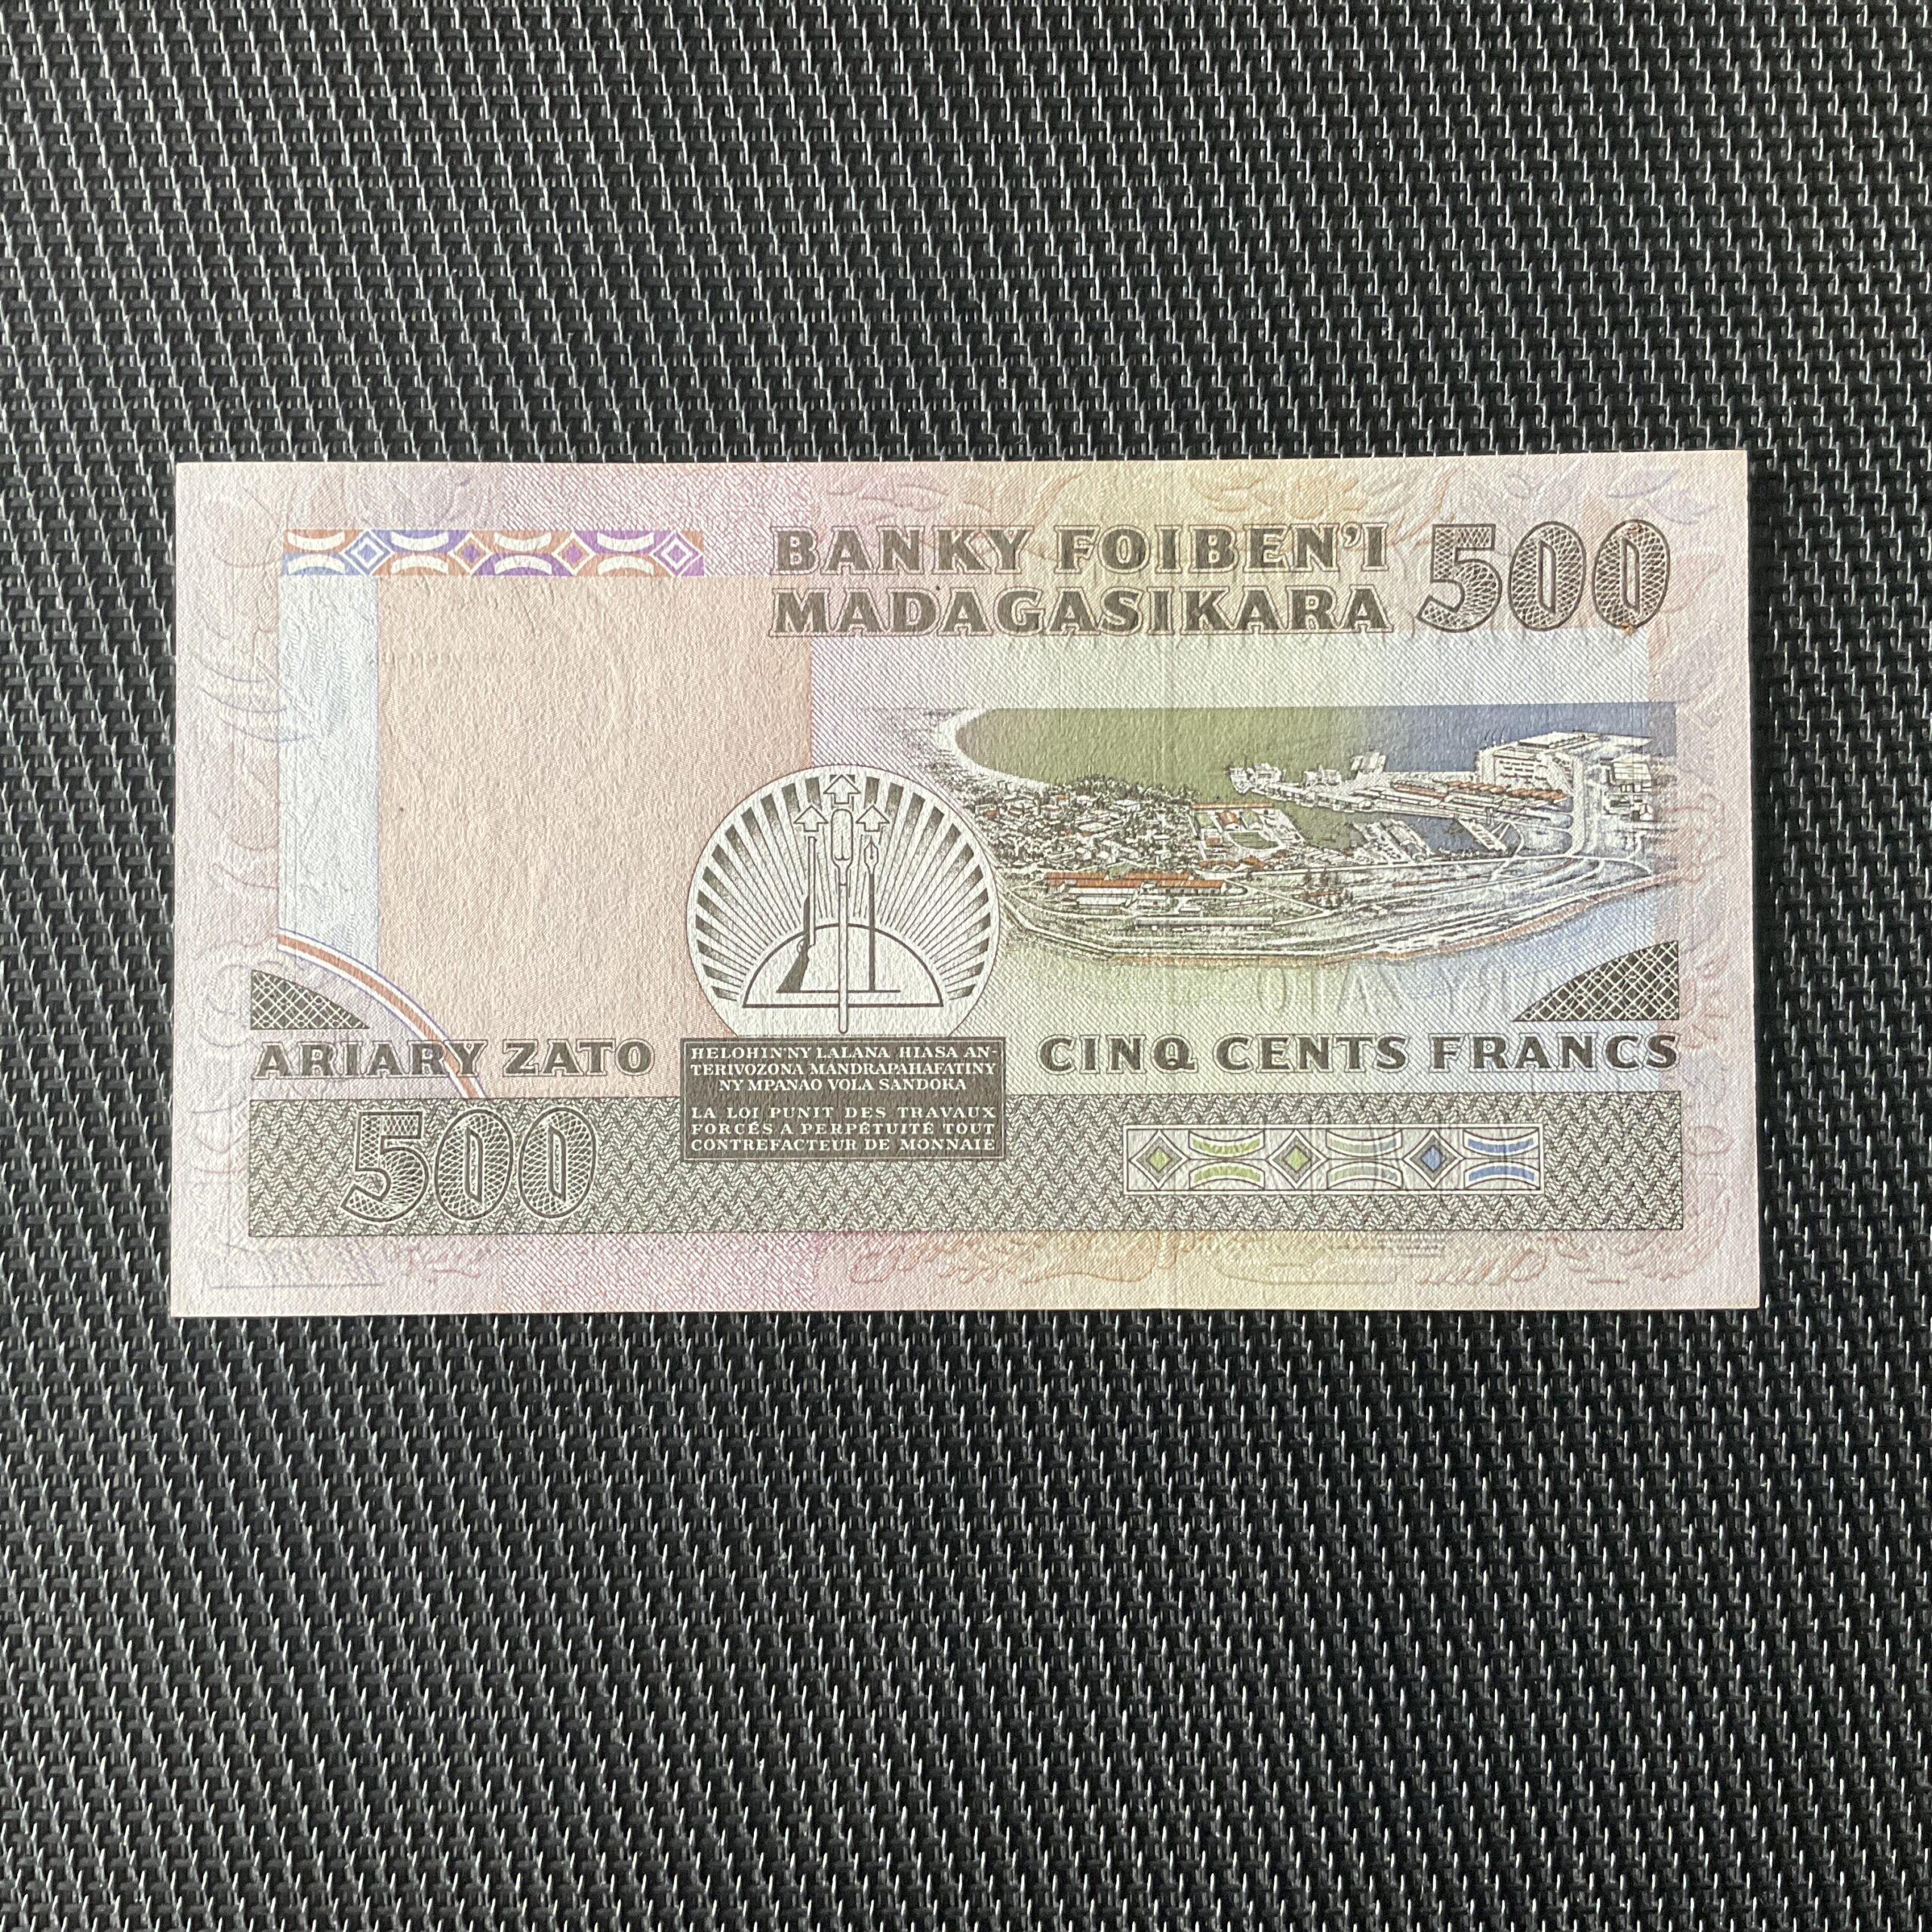 BANKY FOIBEN'I
MADAGASIKARA
500
ARIARY ZATO
HELOHIN'NY LALANA HIASA AN-
TERIVOZONA MANDRAPAHAFATINY
NY MPANAO VOLA SANDOKA
LA LOI PUNIT DES TRAVAUX
FORCÉS A PERPÉTUITÉ TOUT
CONTREFACTEUR DE MONNAIE
CINQ CENTS FRANCS
500